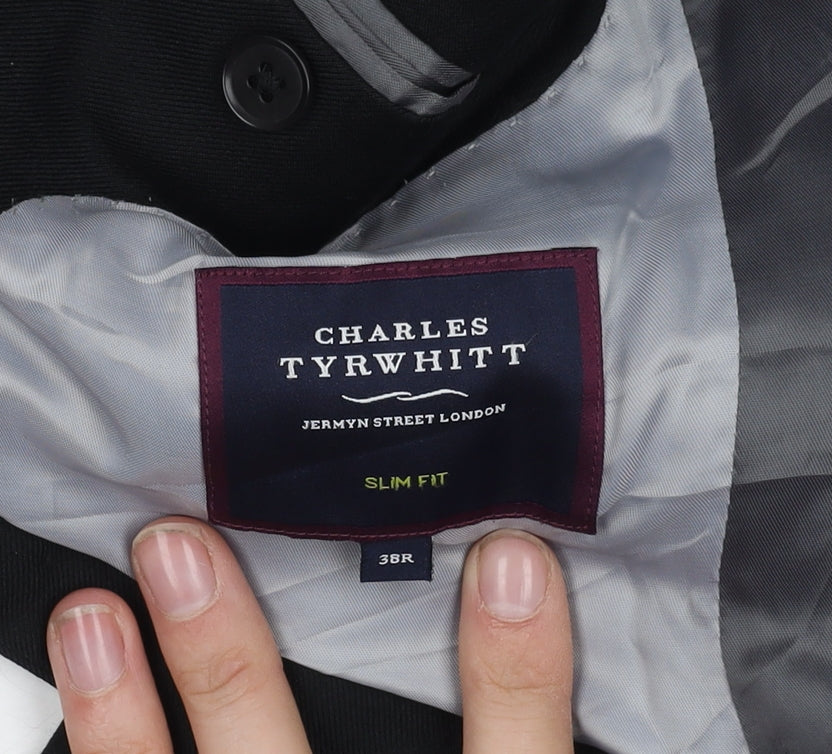 CHARLES
TYRWHITT
JERMYN STREET LONDON
SLIM FIT
38R